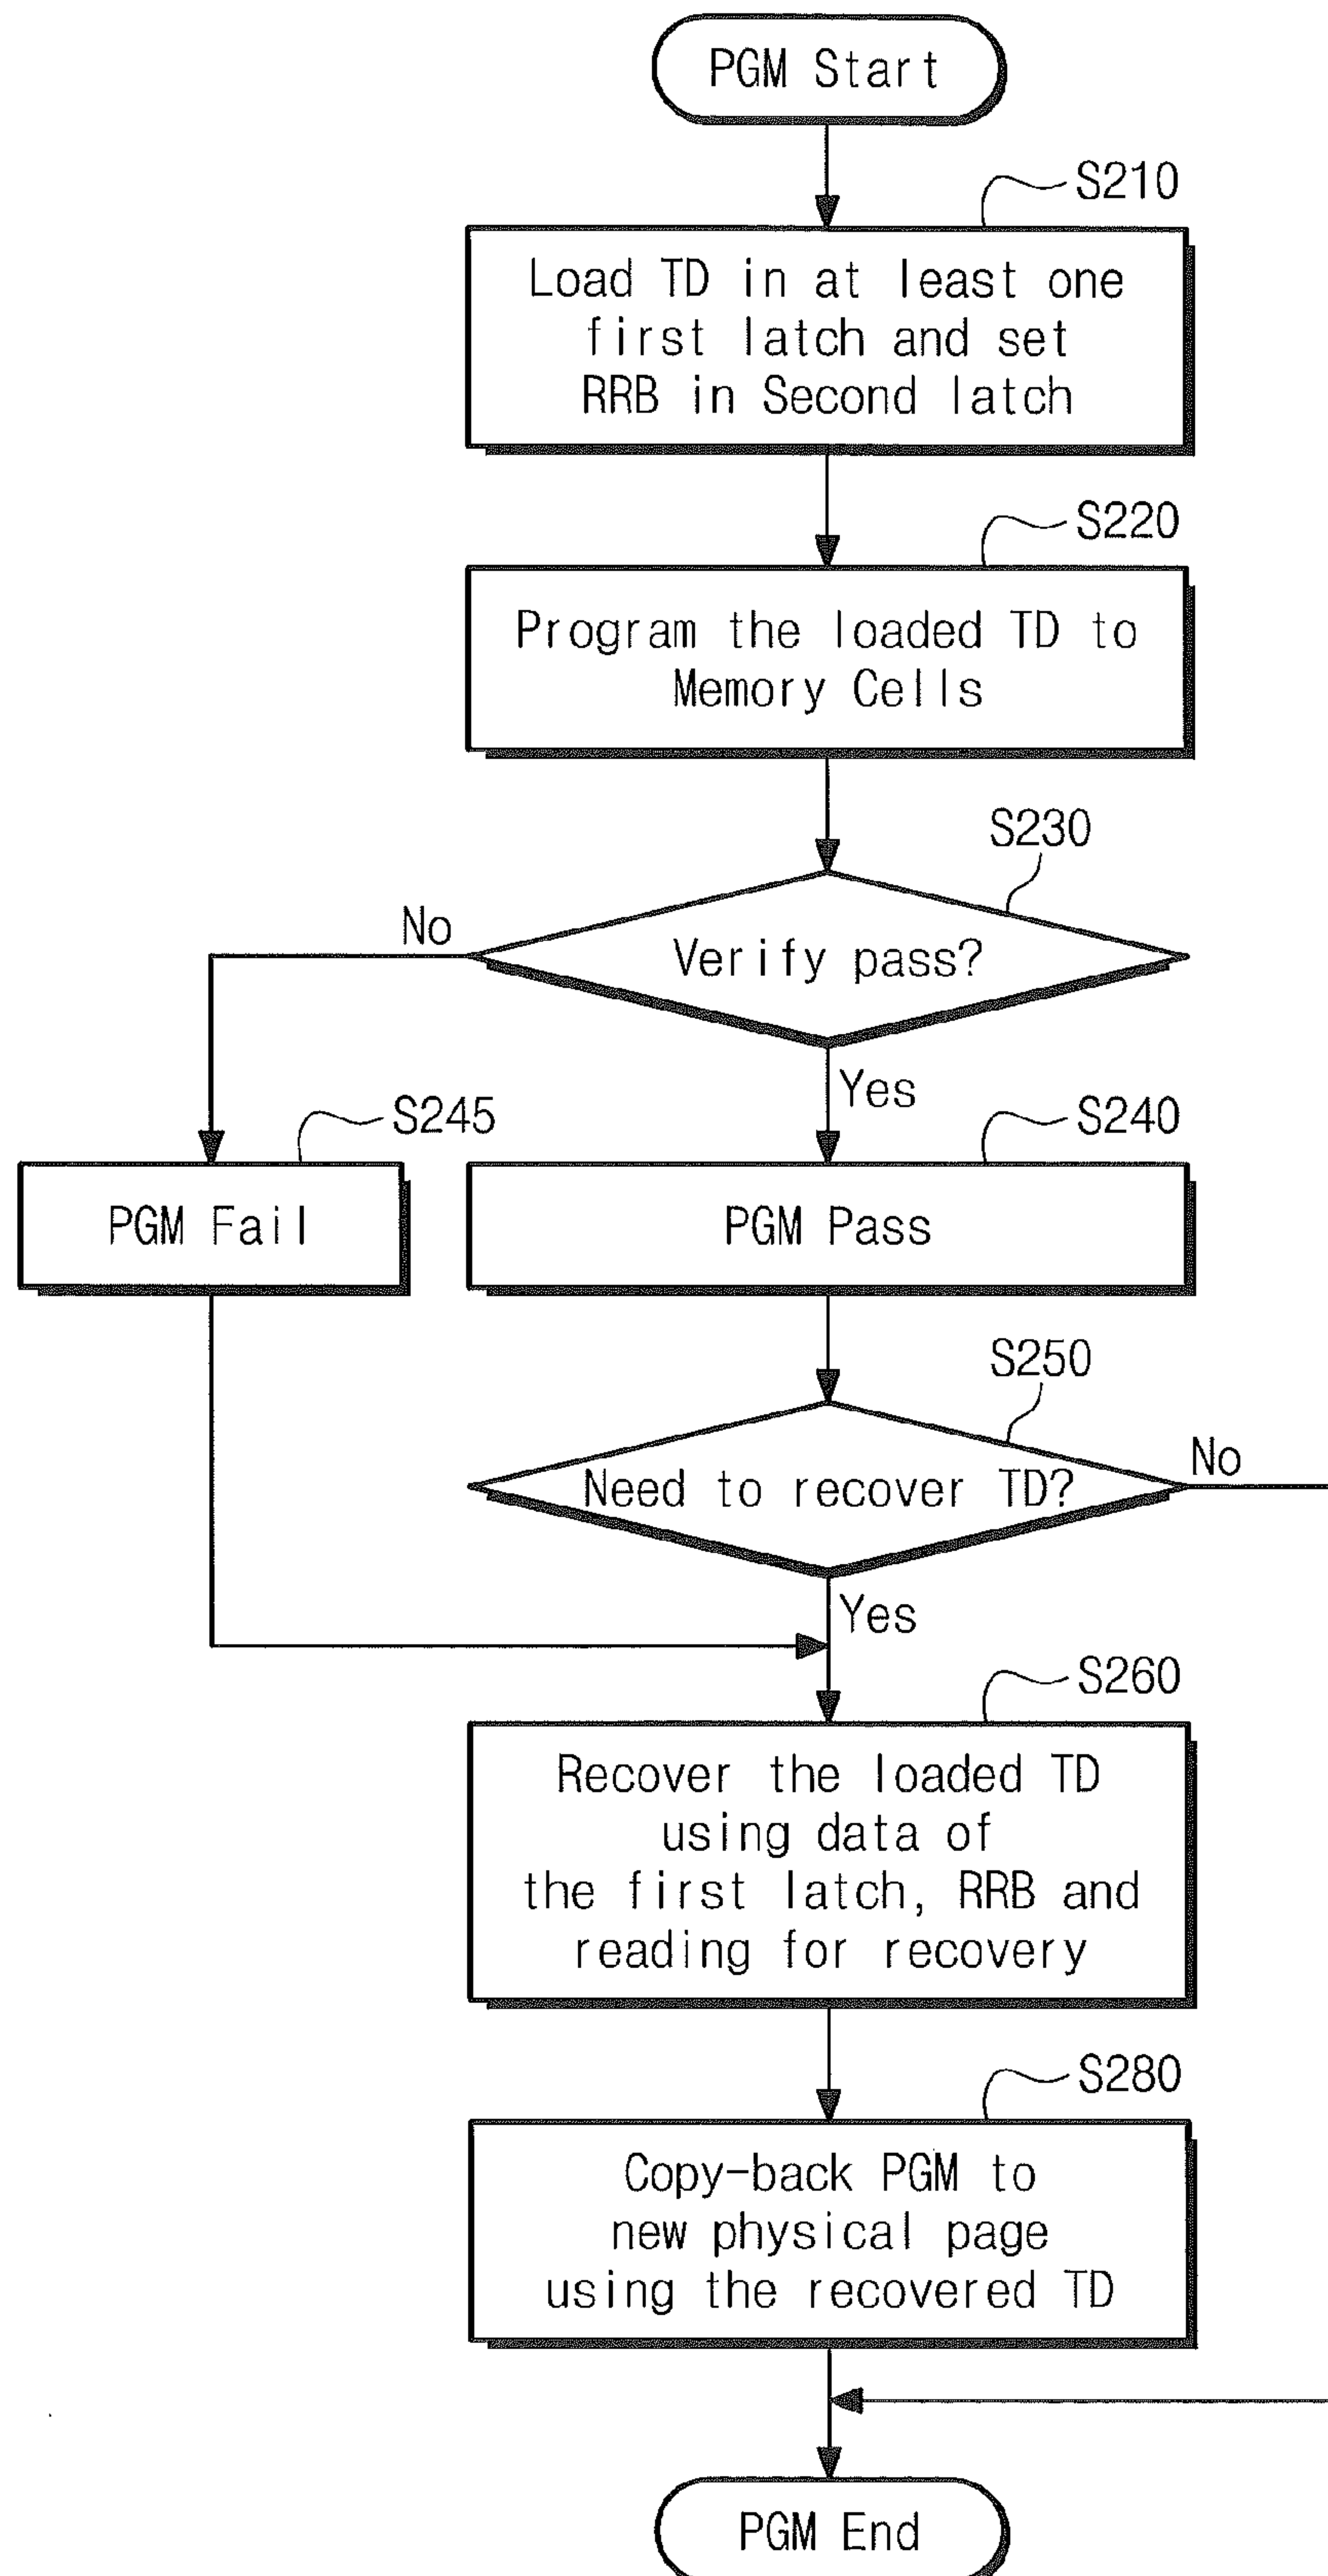 PGM Start
S210
Load TD in at least one
first latch and set
RRB in Second latch
S220
Program the loaded TD to
Memory Cells
S230
No
Verify pass?
Yes
S245
S240
PGM Fail
PGM Pass
S250
No
Need to recover TD?
Yes
S260
Recover the loaded TD
using data of
the first latch, RRB and
reading for recovery
S280
Copy-back PGM to
new physical page
using the recovered TD
PGM End